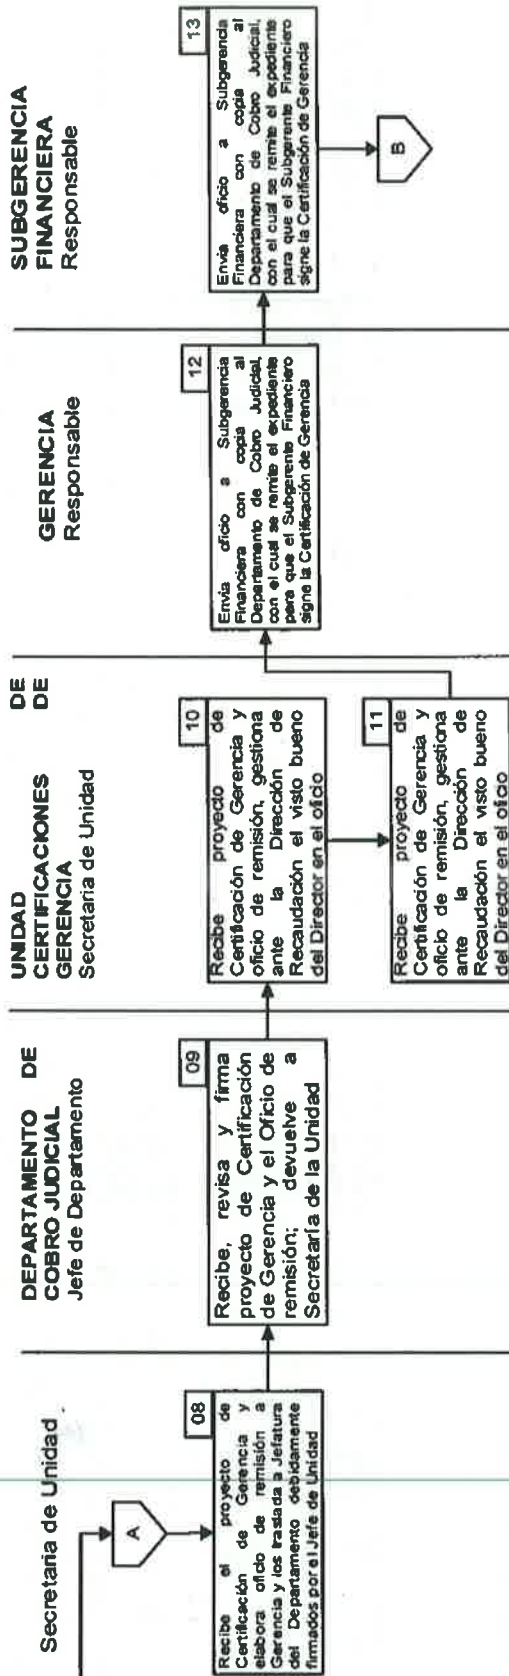 Secretaria de Unidad
A
08
Recibe el proyecto de
Certificación de Gerencia y
elabora oficio de remisión a
Gerencia y los traslada a Jefatura
del Departamento debidamente
firmados por el Jefe de Unidad
DEPARTAMENTO DE
COBRO JUDICIAL
Jefe de Departamento
09
Recibe, revisa y firma
proyecto de Certificación
de Gerencia y el Oficio de
remisión; devuelve a
Secretaría de la Unidad
UNIDAD DE
CERTIFICACIONES DE
GERENCIA
Secretaria de Unidad
10
Recibe proyecto de
Certificación de Gerencia y
oficio de remisión, gestiona
ante la Dirección de
Recaudación el visto bueno
del Director en el oficio
11
Recibe proyecto de
Certificación de Gerencia y
oficio de remisión, gestiona
ante la Dirección de
Recaudación el visto bueno
del Director en el oficio
GERENCIA
Responsable
12
Envia oficio a Subgerencia
Financiera con copia al
Departamento de Cobro Judicial,
con el cual se remite el expediente
para que el Subgerente Financiero
signe la Certificación de Gerencia
SUBGERENCIA
FINANCIERA
Responsable
13
Envia oficio a Subgerencia
Financiera con copia al
Departamento de Cobro Judicial,
con el cual se remite el expediente
para que el Subgerente Financiero
signe la Certificación de Gerencia
B